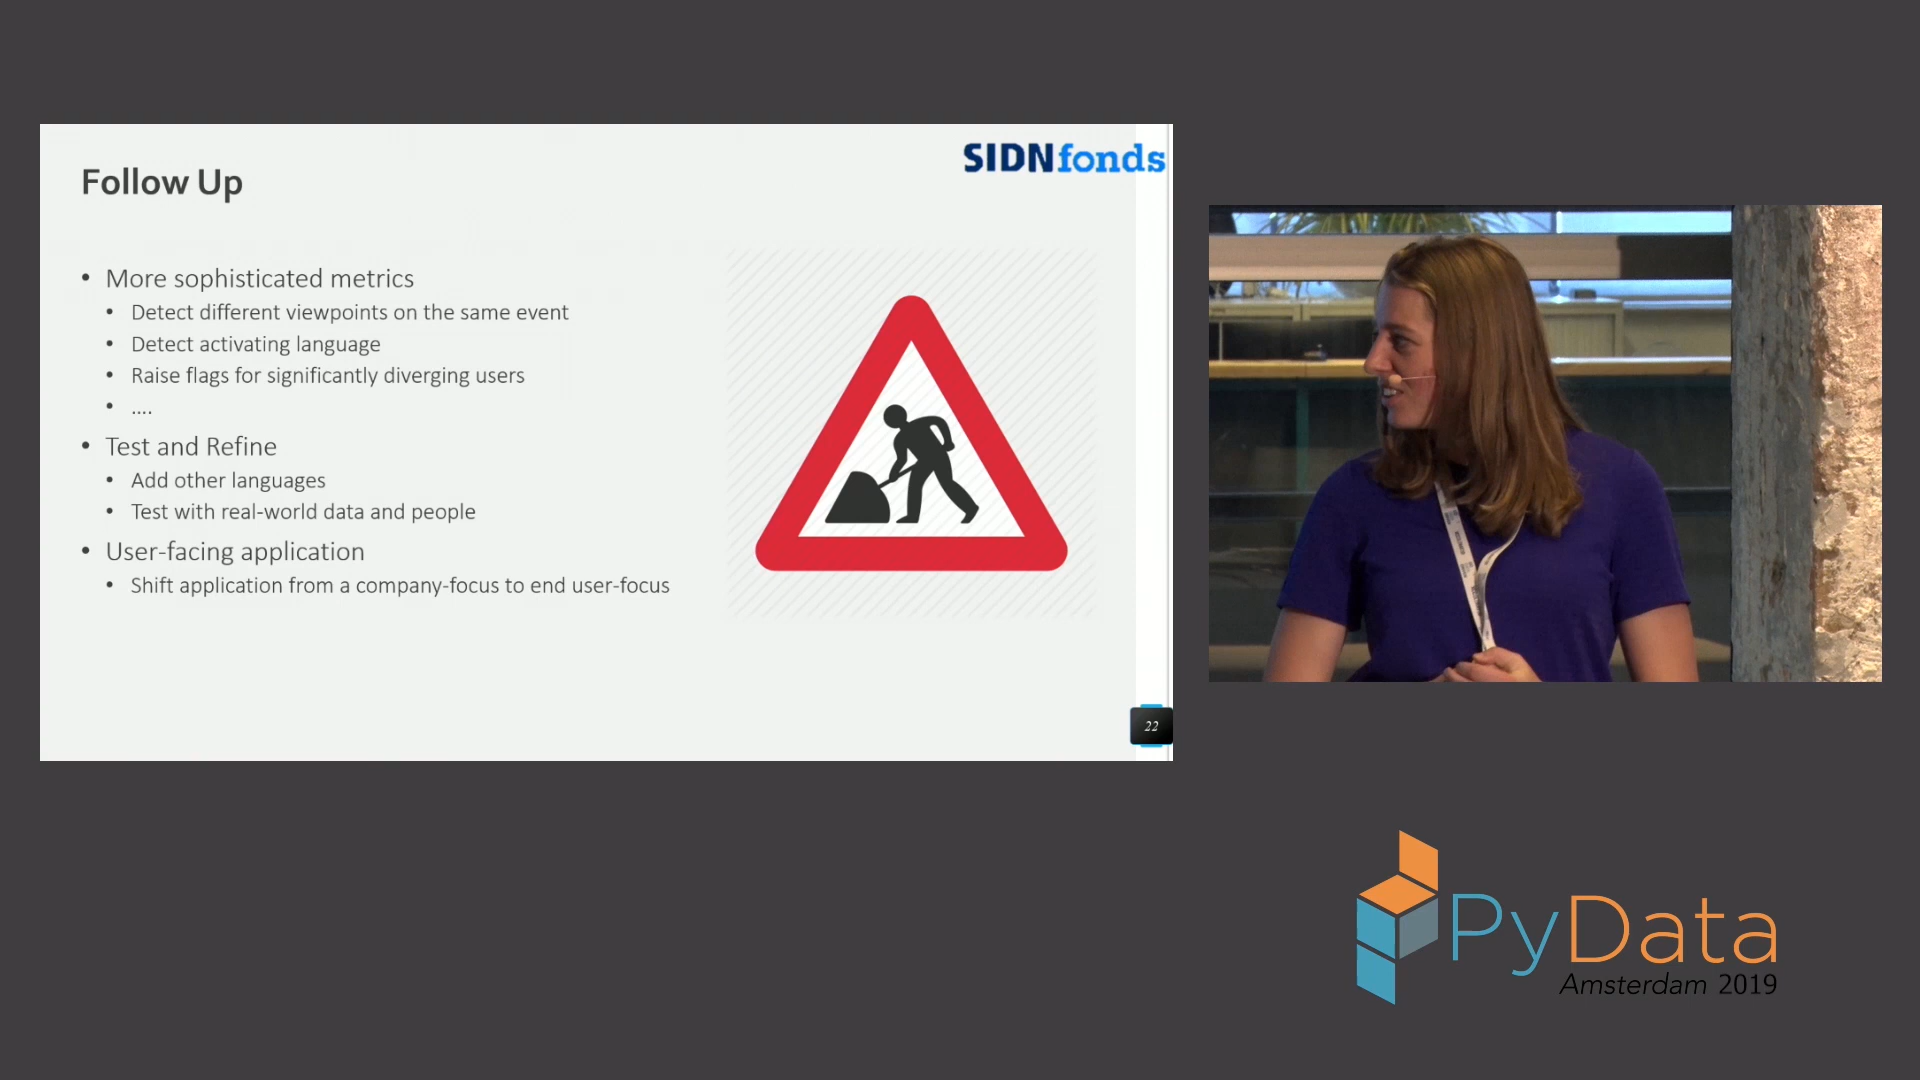 Follow Up
SIDNfonds
• More sophisticated metrics
• Detect different viewpoints on the same event
• Detect activating language
• Raise flags for significantly diverging users
• ....
• Test and Refine
• Add other languages
• Test with real-world data and people
• User-facing application
• Shift application from a company-focus to end user-focus
22
PyData
Amsterdam 2019